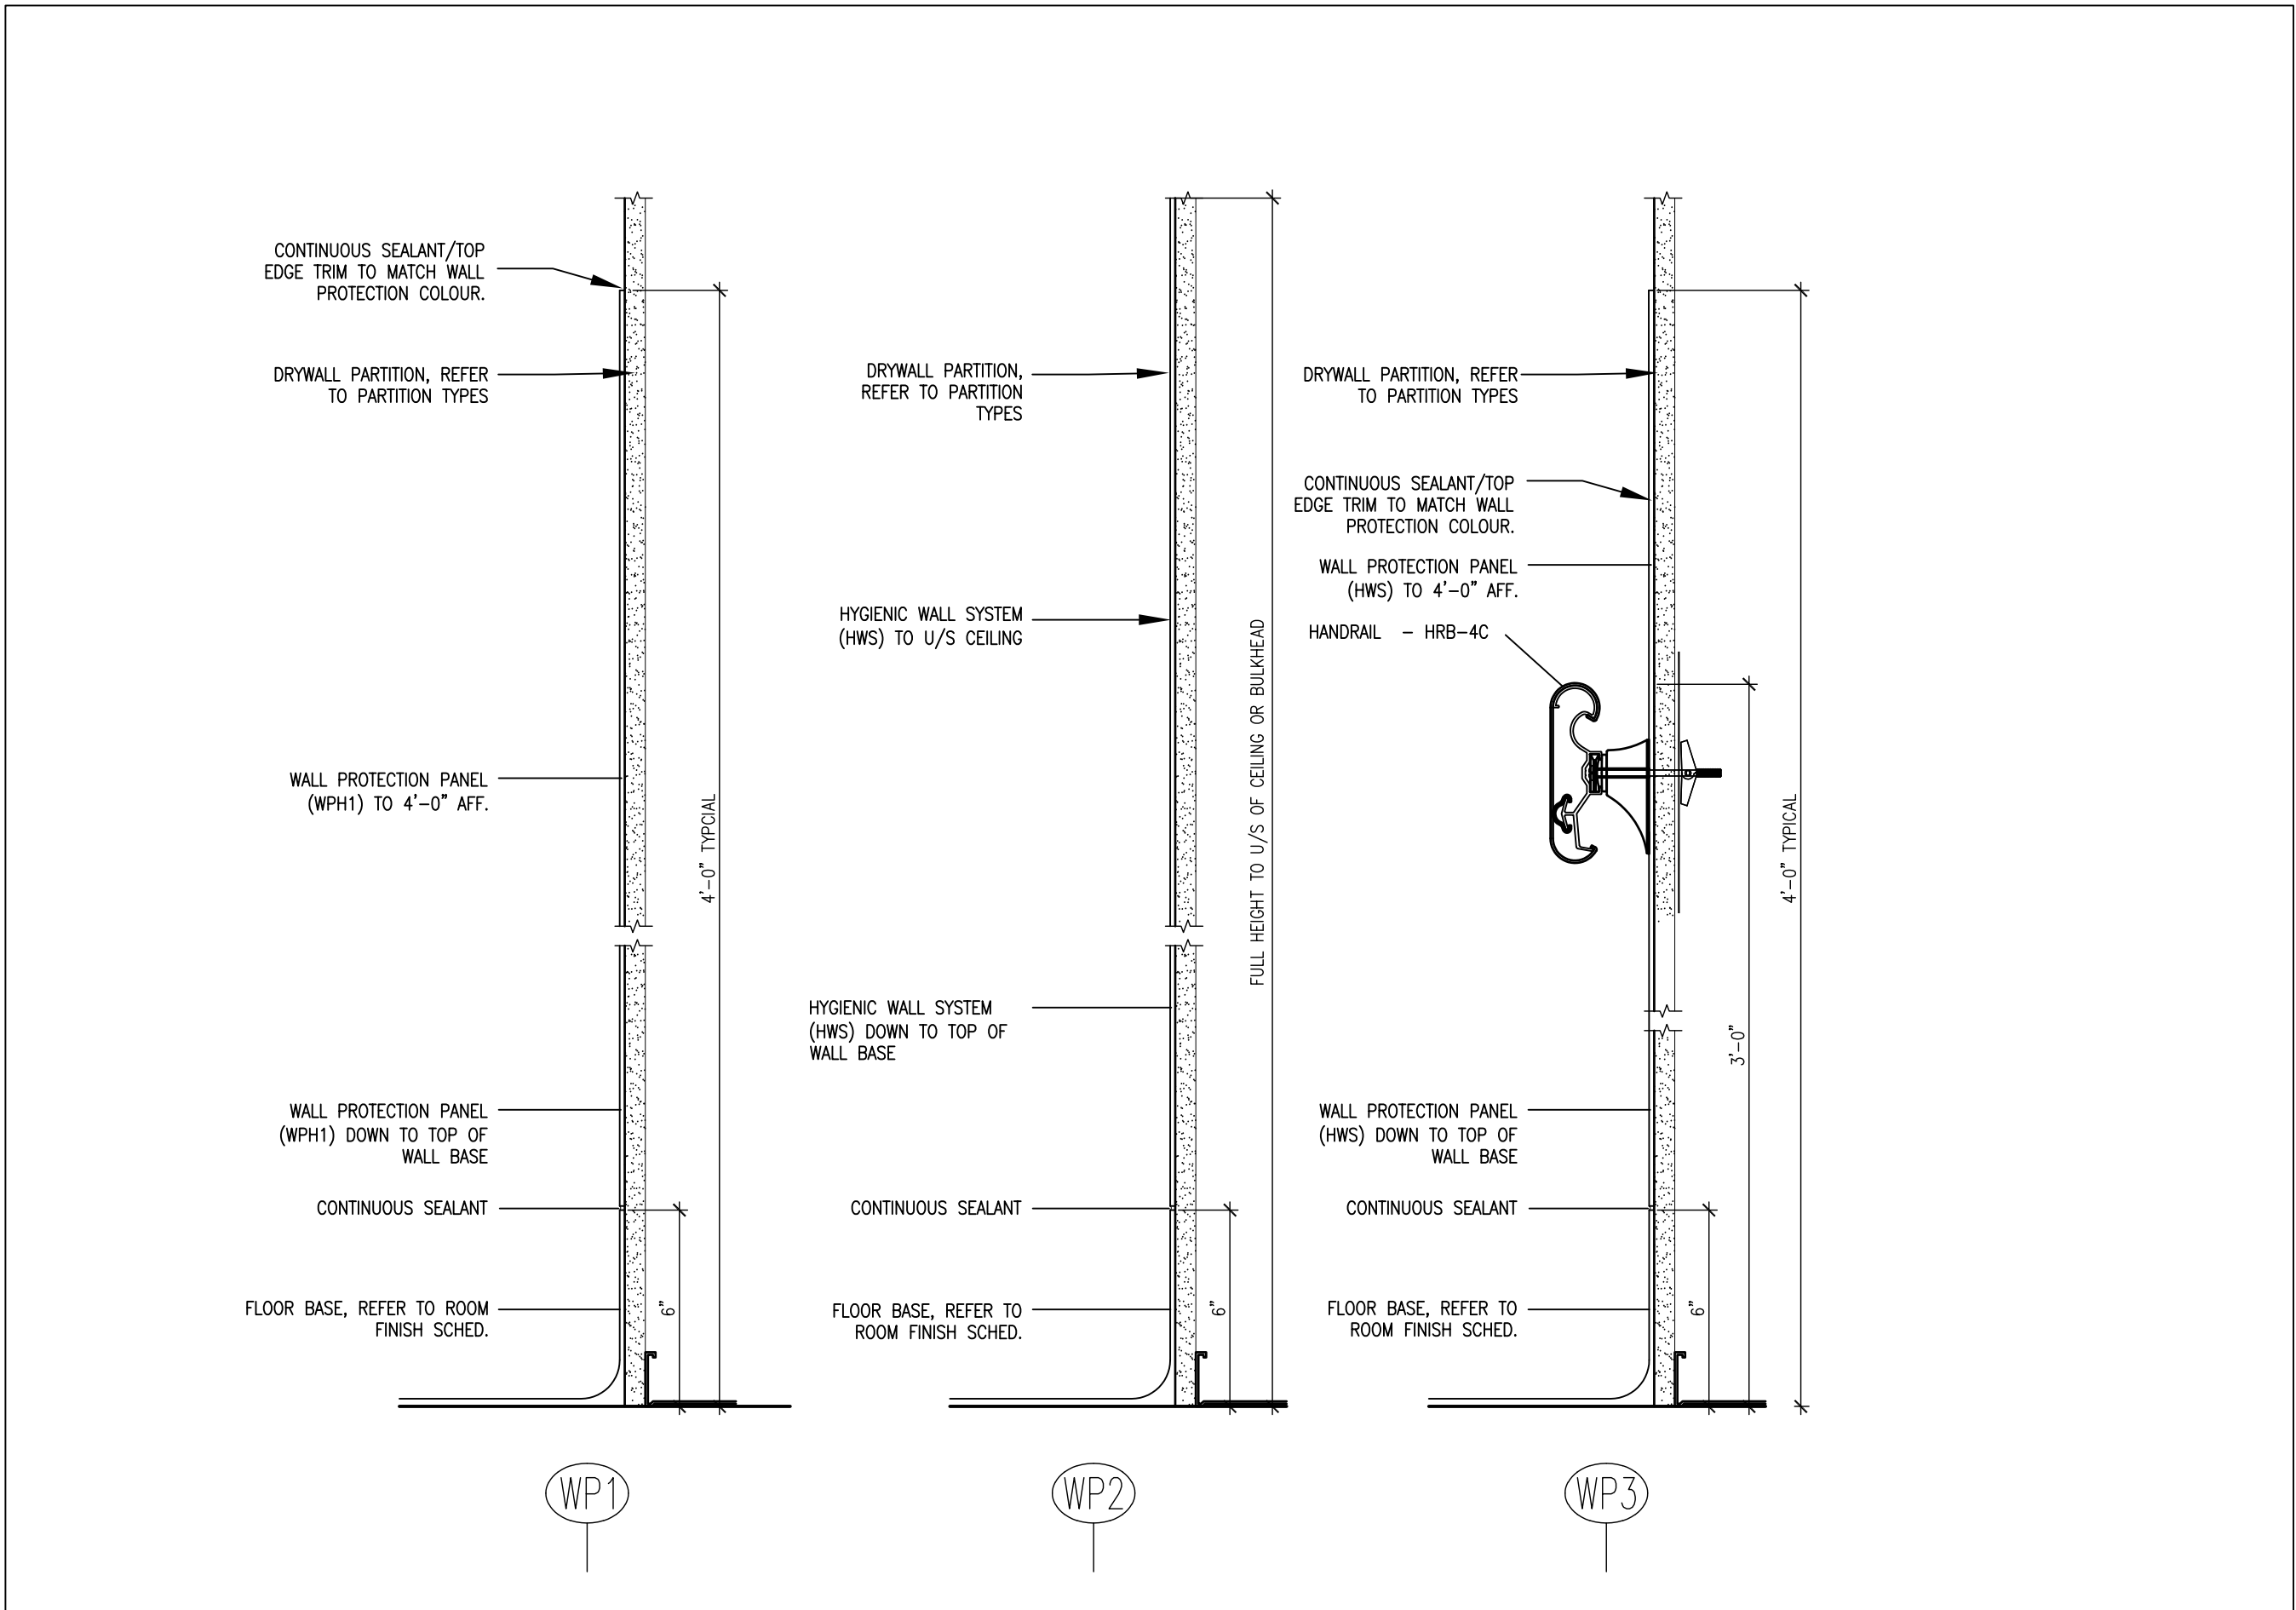 CONTINUOUS SEALANT/TOP
EDGE TRIM TO MATCH WALL
PROTECTION COLOUR.
DRYWALL PARTITION, REFER
TO PARTITION TYPES
WALL PROTECTION PANEL
(WPH1) TO 4'-0" AFF.
4'-0" TYPCIAL
WALL PROTECTION PANEL
(WPH1) DOWN TO TOP OF
WALL BASE
CONTINUOUS SEALANT
FLOOR BASE, REFER TO ROOM
FINISH SCHED.
6"
WP1
DRYWALL PARTITION,
REFER TO PARTITION
TYPES
HYGIENIC WALL SYSTEM
(HWS) TO U/S CEILING
FULL HEIGHT TO U/S OF CEILING OR BULKHEAD
HYGIENIC WALL SYSTEM
(HWS) DOWN TO TOP OF
WALL BASE
CONTINUOUS SEALANT
FLOOR BASE, REFER TO
ROOM FINISH SCHED.
6"
WP2
DRYWALL PARTITION, REFER
TO PARTITION TYPES
CONTINUOUS SEALANT/TOP
EDGE TRIM TO MATCH WALL
PROTECTION COLOUR.
WALL PROTECTION PANEL
(HWS) TO 4'-0" AFF.
HANDRAIL - HRB-4C
4'-0" TYPICAL
3'-0"
WALL PROTECTION PANEL
(HWS) DOWN TO TOP OF
WALL BASE
CONTINUOUS SEALANT
FLOOR BASE, REFER TO
ROOM FINISH SCHED.
6"
WP3